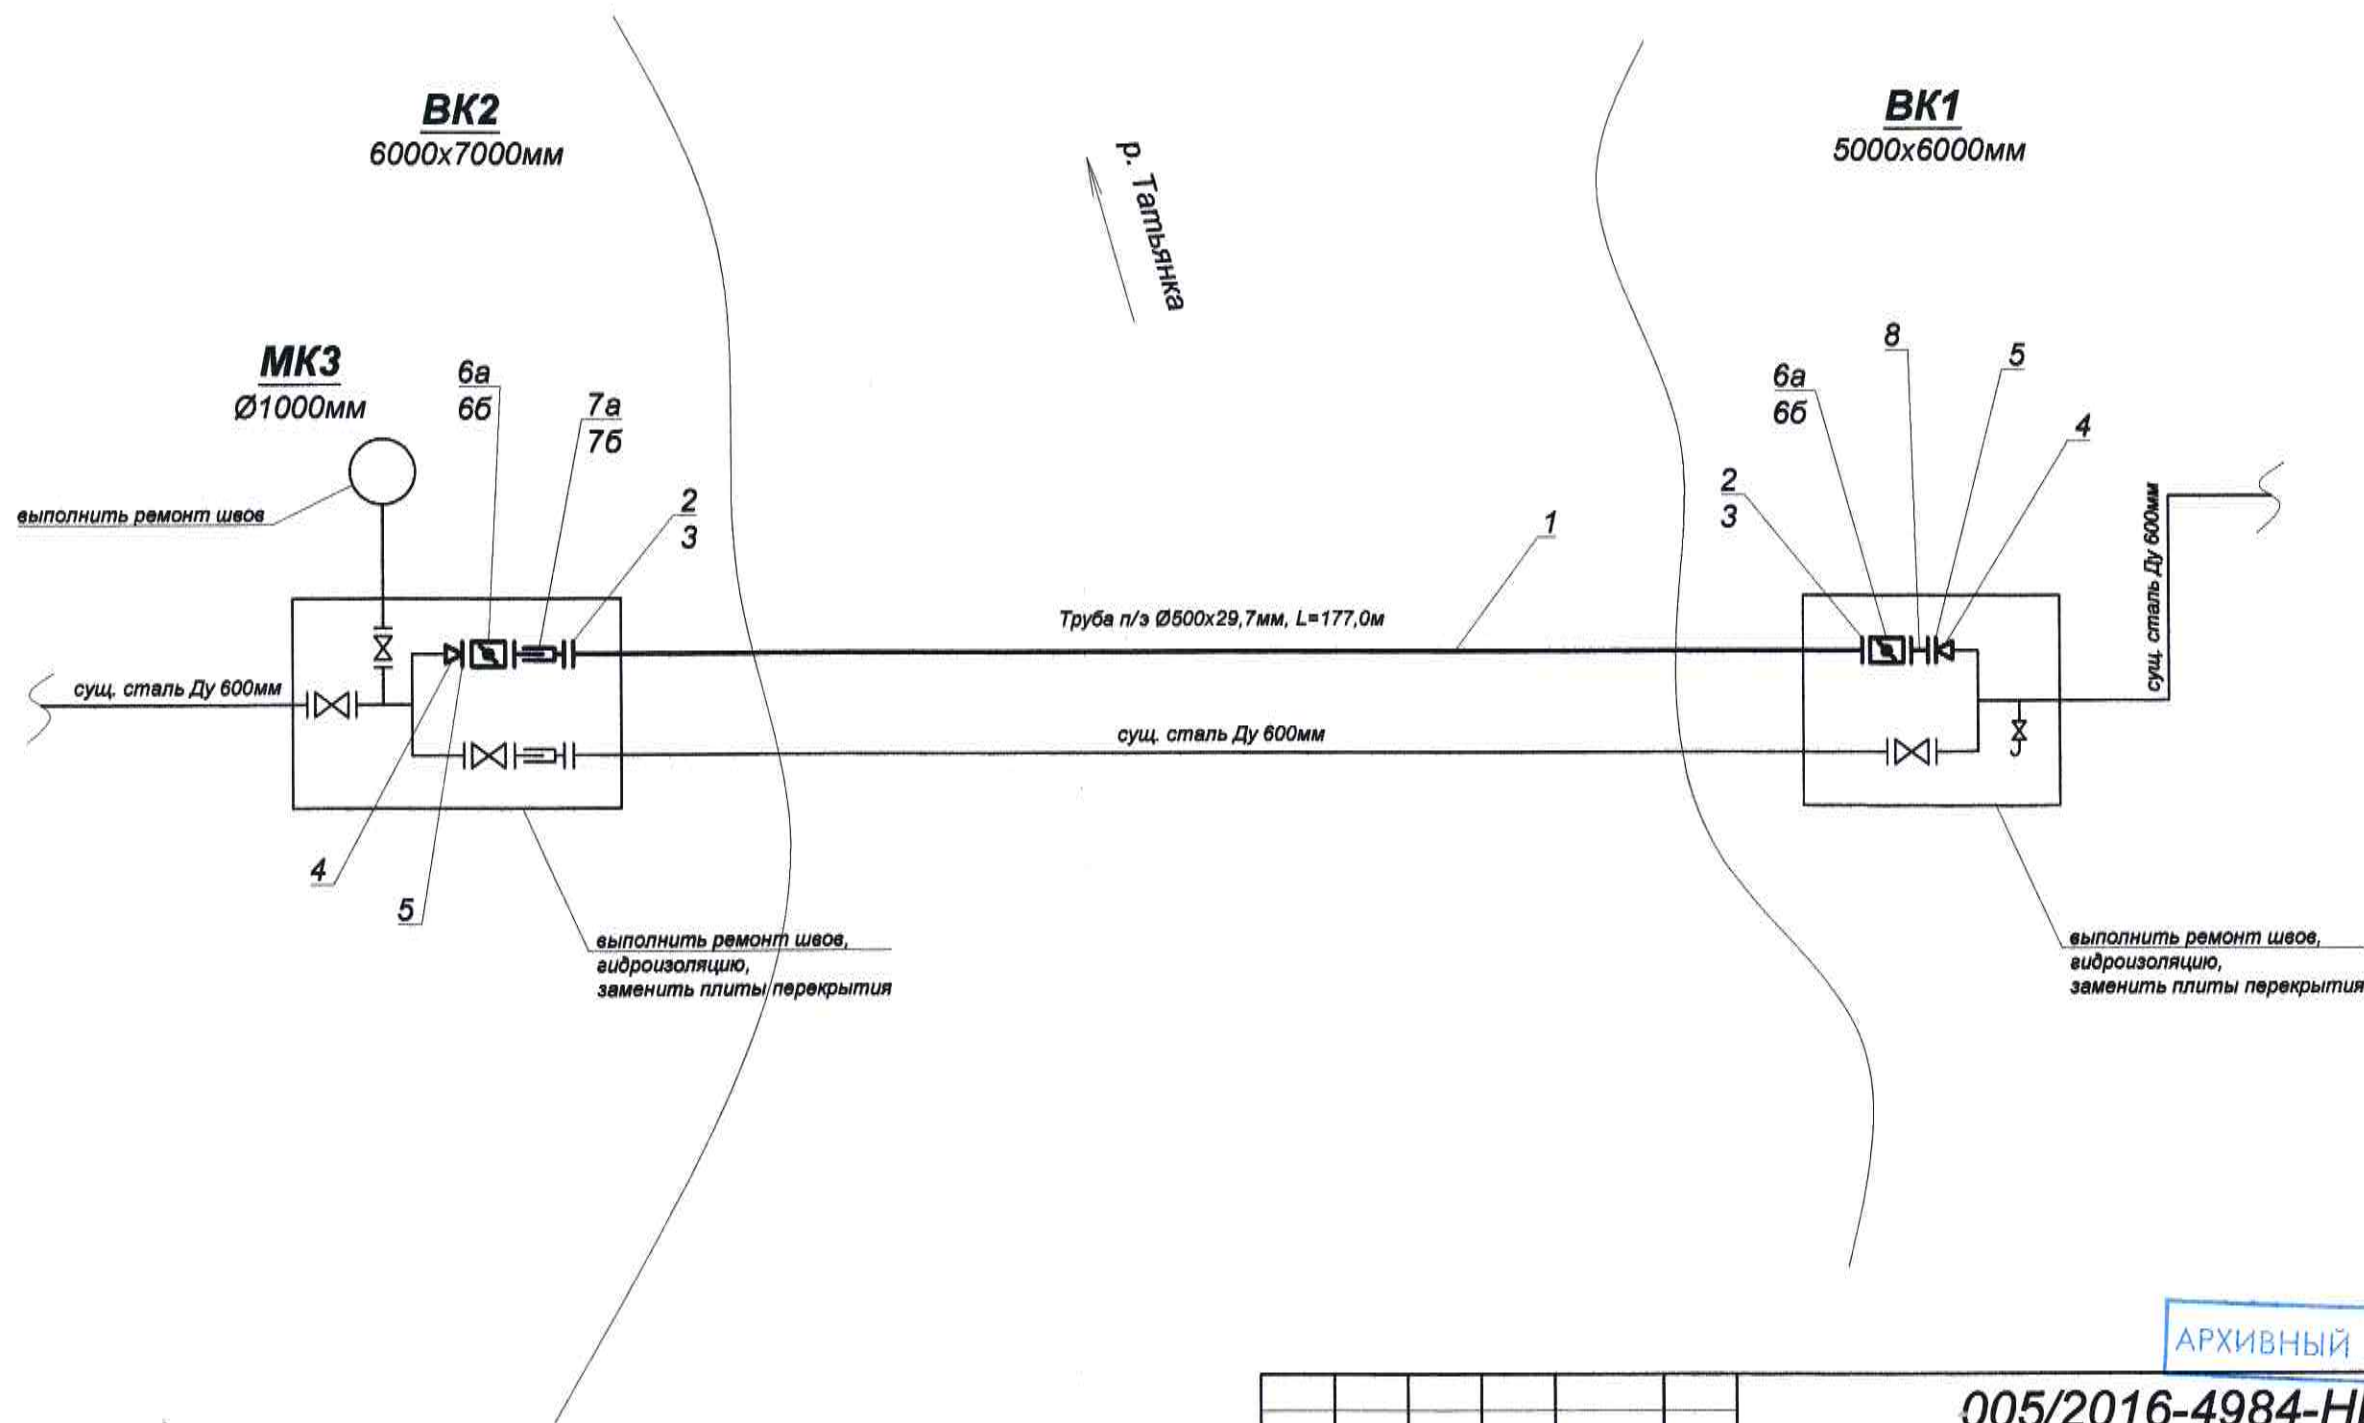 ВК2
6000х7000мм
ВК1
5000х6000мм
р. Татьянка
МК3
Ø1000мм
6а
6б
7а
7б
2
3
выполнить ремонт швов
8
5
6а
6б
4
2
3
1
Труба п/э Ø500х29,7мм, L=177,0м
сущ. сталь Ду 600мм
сущ. сталь Ду 600мм
сущ. сталь Ду 600мм
4
5
выполнить ремонт швов,
гидроизоляцию,
заменить плиты перекрытия
выполнить ремонт швов,
гидроизоляцию,
заменить плиты перекрытия
АРХИВНЫЙ
005/2016-4984-Н